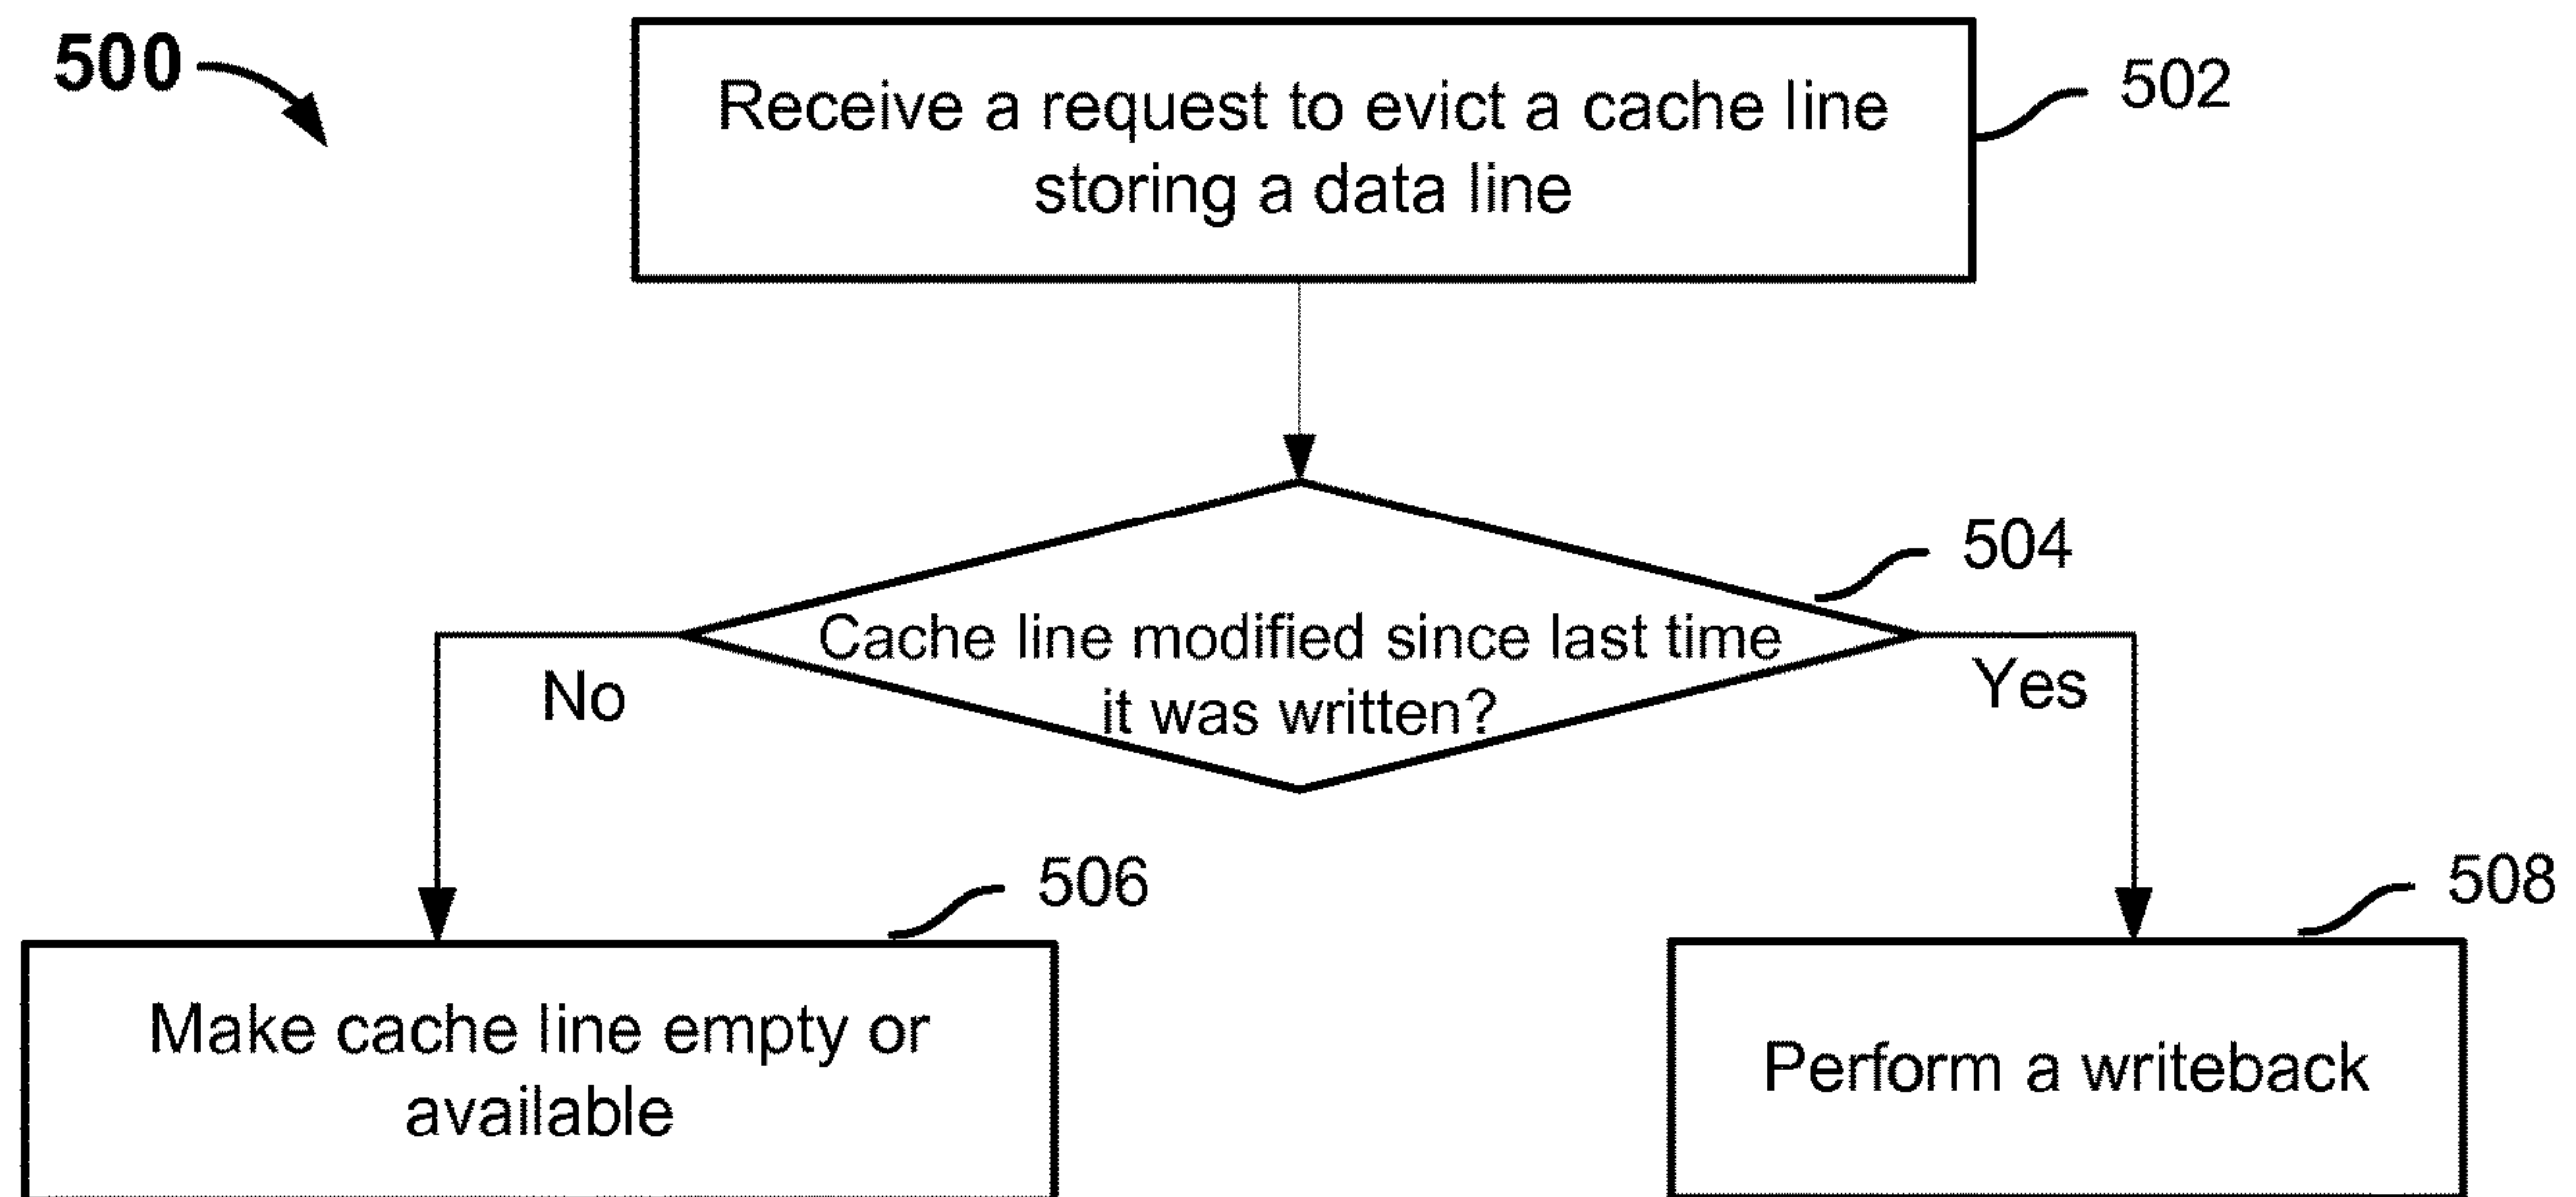 500
Receive a request to evict a cache line
storing a data line
502
504
Cache line modified since last time
it was written?
No
Yes
506
508
Make cache line empty or
available
Perform a writeback